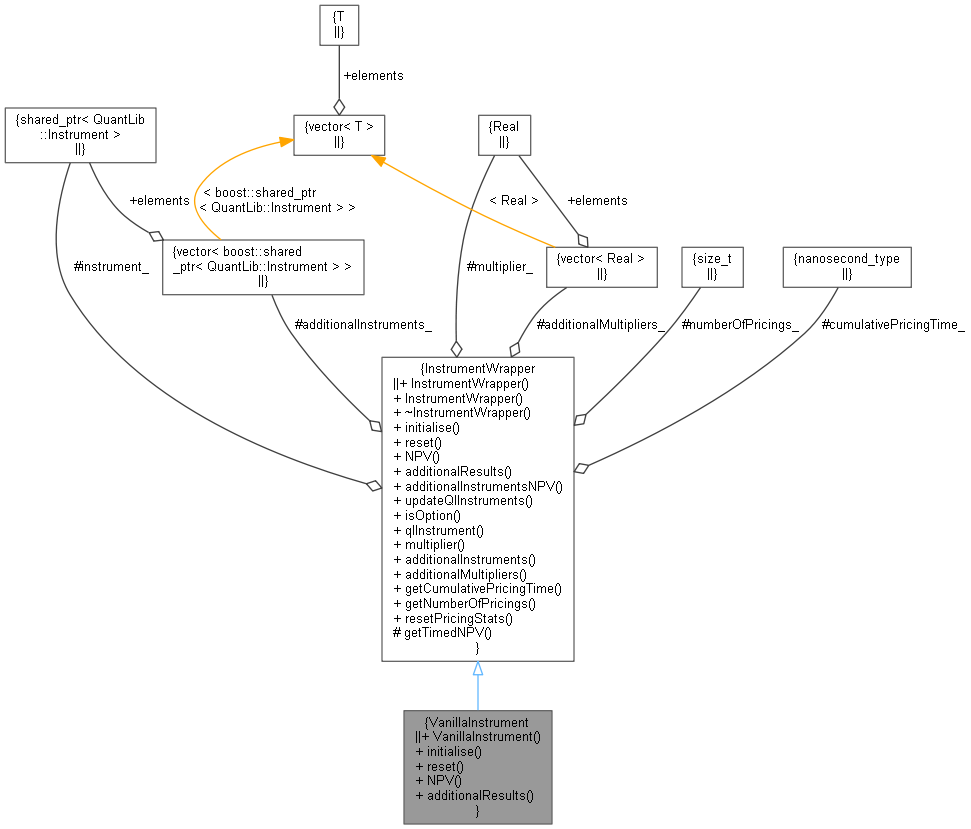 {T
||}
+elements
{shared_ptr< QuantLib
::Instrument >
||}
{vector< T >
||}
{Real
||}
+elements
< boost::shared_ptr
< QuantLib::Instrument > >
< Real >
+elements
#instrument_
{vector< boost::shared
_ptr< QuantLib::Instrument > >
||}
#multiplier_
{vector< Real >
||}
{size_t
||}
{nanosecond_type
||}
#additionalInstruments_
#additionalMultipliers_
#numberOfPricings_
#cumulativePricingTime_
{InstrumentWrapper
||+ InstrumentWrapper()
+ InstrumentWrapper()
+ ~InstrumentWrapper()
+ initialise()
+ reset()
+ NPV()
+ additionalResults()
+ additionalInstrumentsNPV()
+ updateQlInstruments()
+ isOption()
+ qlInstrument()
+ multiplier()
+ additionalInstruments()
+ additionalMultipliers()
+ getCumulativePricingTime()
+ getNumberOfPricings()
+ resetPricingStats()
# getTimedNPV()
}
{VanillaInstrument
||+ VanillaInstrument()
+ initialise()
+ reset()
+ NPV()
+ additionalResults()
}